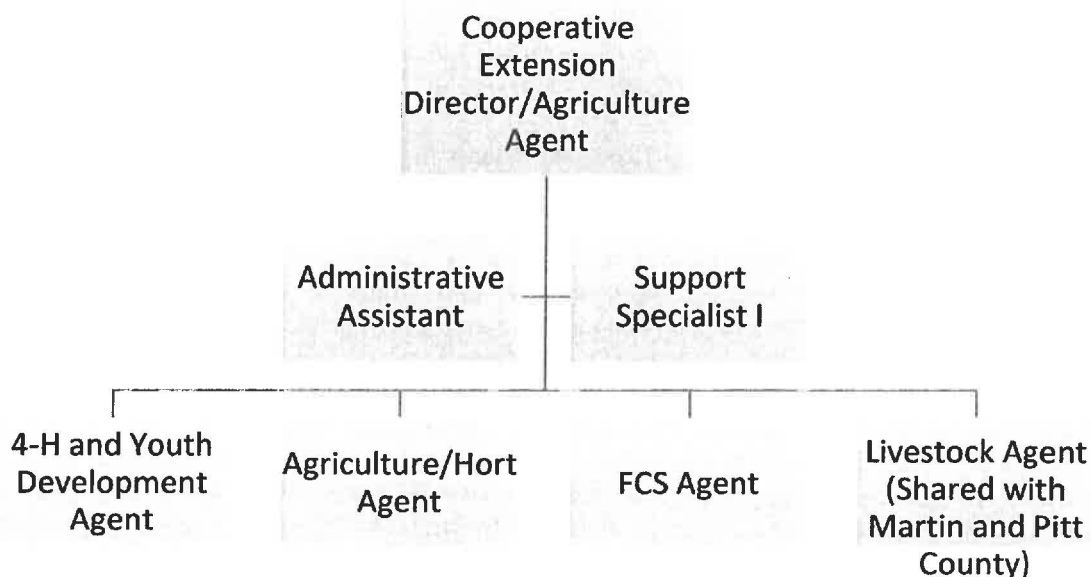 Cooperative
Extension
Director/Agriculture
Agent
Administrative
Assistant
Support
Specialist I
4-H and Youth
Development
Agent
Agriculture/Hort
Agent
FCS Agent
Livestock Agent
(Shared with
Martin and Pitt
County)